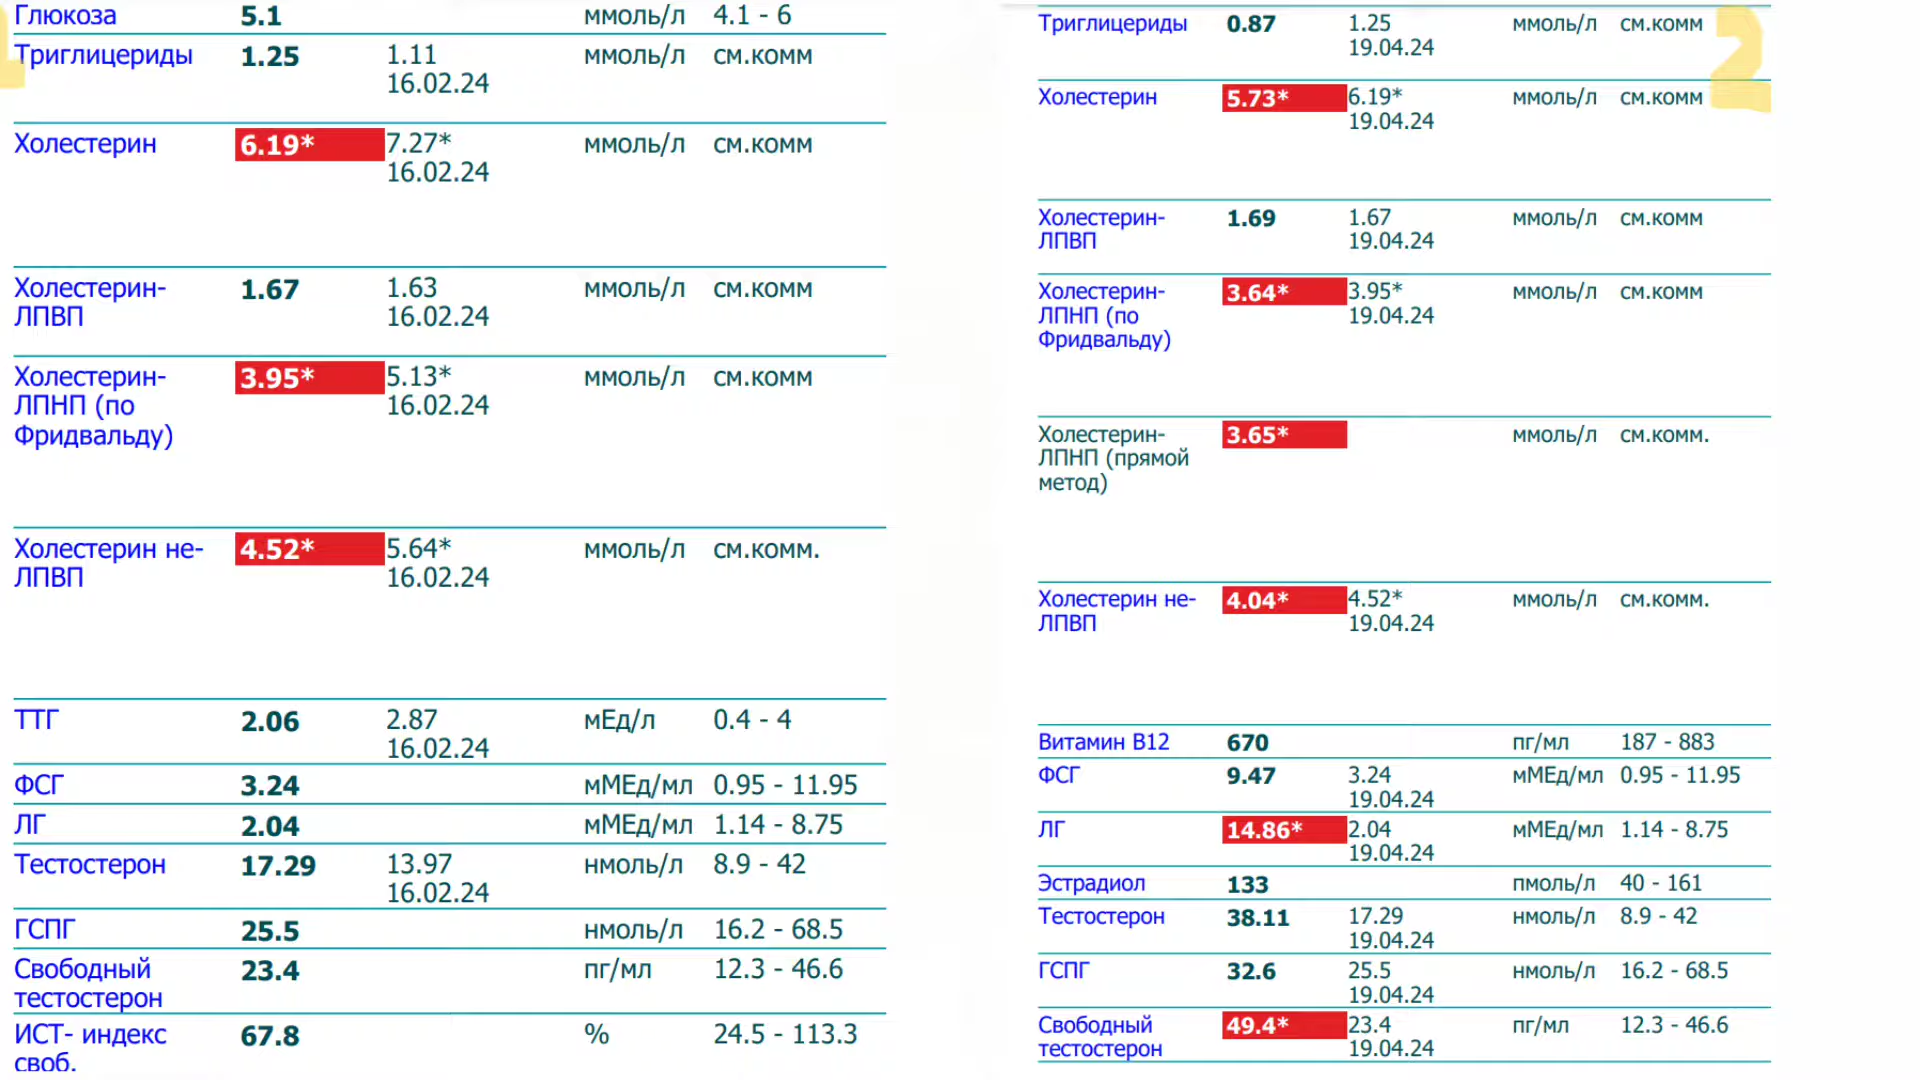 1
Глюкоза 5.1 ммоль/л 4.1 - 6
Триглицериды 1.25 1.11 ммоль/л см.комм
16.02.24
Холестерин 6.19* 7.27* ммоль/л см.комм
16.02.24
Холестерин- 1.67 1.63 ммоль/л см.комм
ЛПВП 16.02.24
Холестерин- 3.95* 5.13* ммоль/л см.комм
ЛПНП (по 16.02.24
Фридвальду)
Холестерин не- 4.52* 5.64* ммоль/л см.комм.
ЛПВП 16.02.24
ТТГ 2.06 2.87 мЕд/л 0.4 - 4
16.02.24
ФСГ 3.24 мМЕд/мл 0.95 - 11.95
ЛГ 2.04 мМЕд/мл 1.14 - 8.75
Тестостерон 17.29 13.97 нмоль/л 8.9 - 42
16.02.24
ГСПГ 25.5 нмоль/л 16.2 - 68.5
Свободный 23.4 пг/мл 12.3 - 46.6
тестостерон
ИСТ- индекс 67.8 % 24.5 - 113.3
своб.
2
Триглицериды 0.87 1.25 ммоль/л см.комм
19.04.24
Холестерин 5.73* 6.19* ммоль/л см.комм
19.04.24
Холестерин- 1.69 1.67 ммоль/л см.комм
ЛПВП 19.04.24
Холестерин- 3.64* 3.95* ммоль/л см.комм
ЛПНП (по 19.04.24
Фридвальду)
Холестерин- 3.65* ммоль/л см.комм.
ЛПНП (прямой
метод)
Холестерин не- 4.04* 4.52* ммоль/л см.комм.
ЛПВП 19.04.24
Витамин B12 670 пг/мл 187 - 883
ФСГ 9.47 3.24 мМЕд/мл 0.95 - 11.95
19.04.24
ЛГ 14.86* 2.04 мМЕд/мл 1.14 - 8.75
19.04.24
Эстрадиол 133 пмоль/л 40 - 161
Тестостерон 38.11 17.29 нмоль/л 8.9 - 42
19.04.24
ГСПГ 32.6 25.5 нмоль/л 16.2 - 68.5
19.04.24
Свободный 49.4* 23.4 пг/мл 12.3 - 46.6
тестостерон 19.04.24